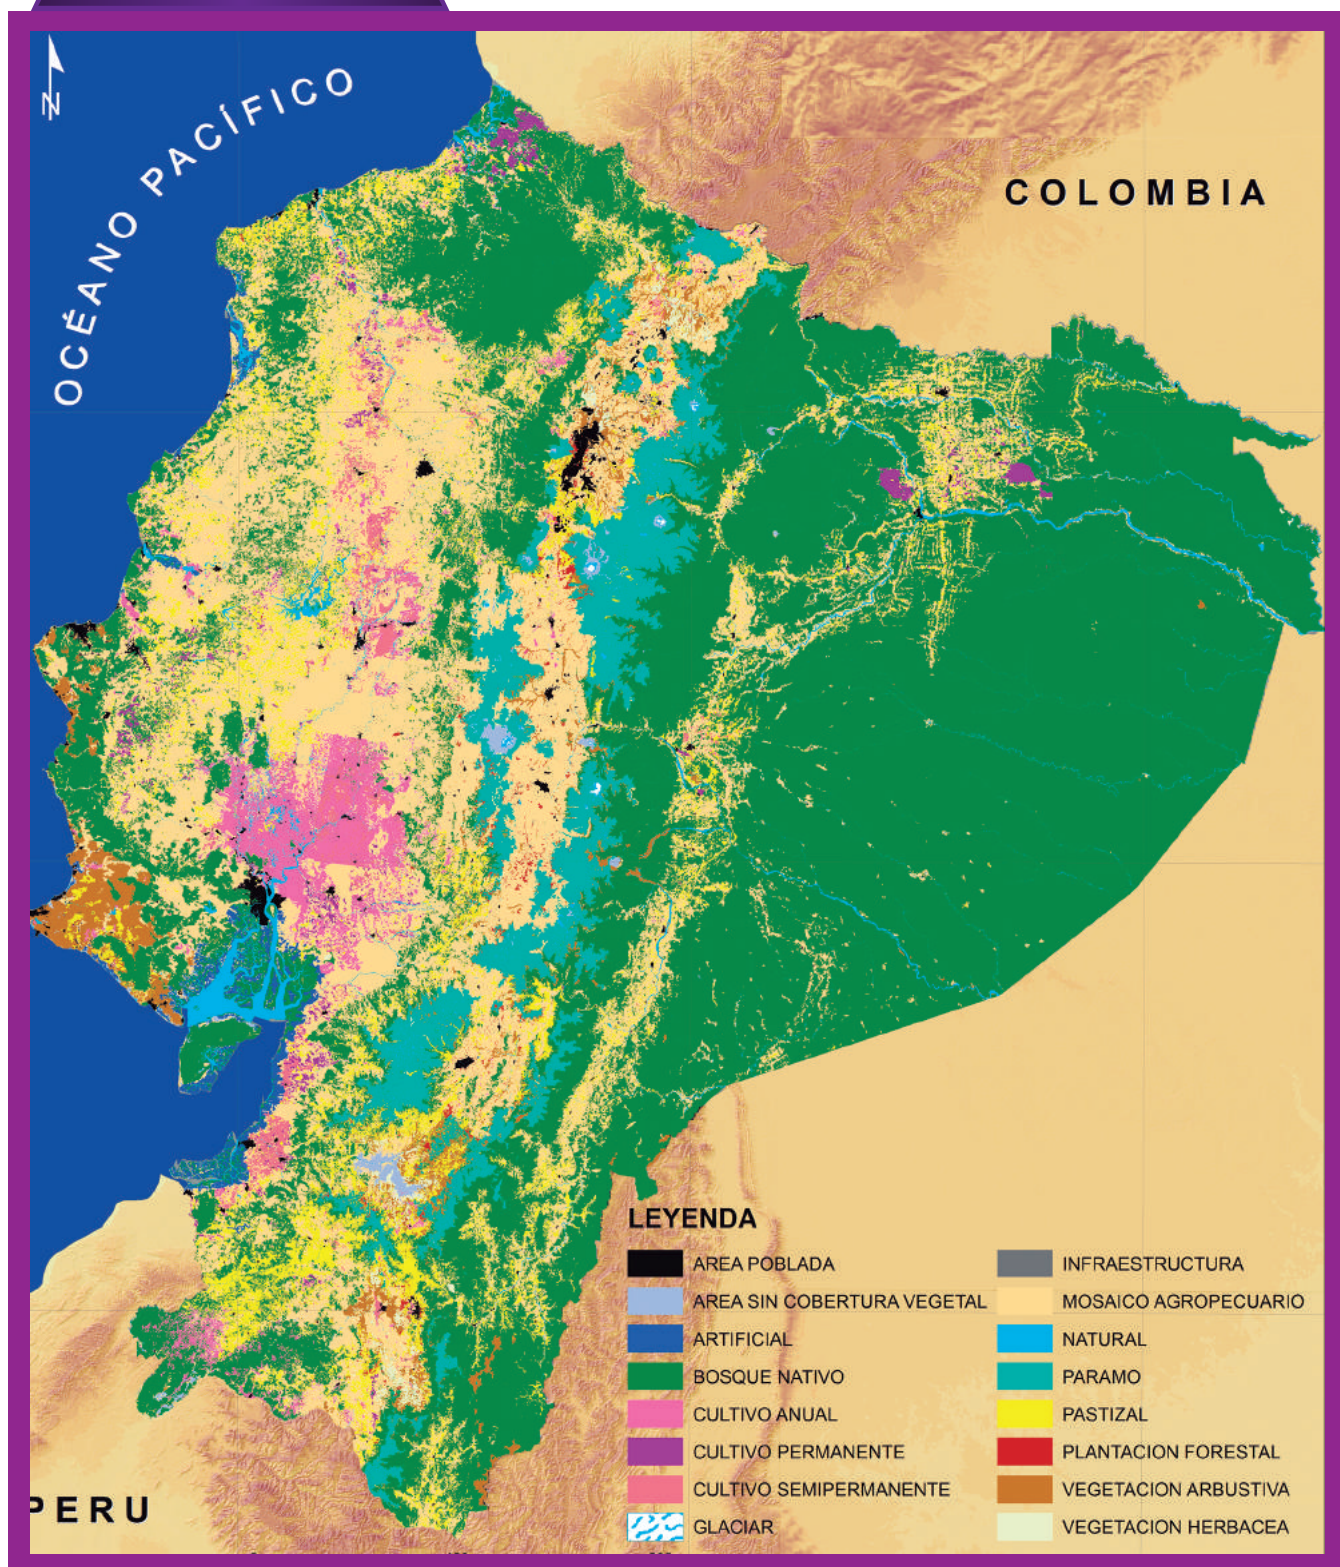 N
OCÉANO PACÍFICO
COLOMBIA
LEYENDA
AREA POBLADA
AREA SIN COBERTURA VEGETAL
ARTIFICIAL
BOSQUE NATIVO
CULTIVO ANUAL
CULTIVO PERMANENTE
CULTIVO SEMIPERMANENTE
GLACIAR
INFRAESTRUCTURA
MOSAICO AGROPECUARIO
NATURAL
PARAMO
PASTIZAL
PLANTACION FORESTAL
VEGETACION ARBUSTIVA
VEGETACION HERBACEA
PERU